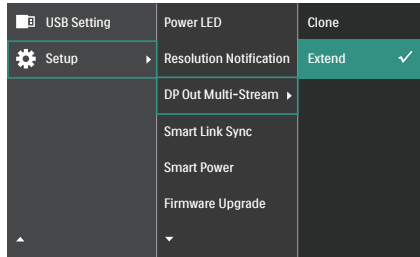 USB Setting
Setup
Power LED
Resolution Notification
DP Out Multi-Stream
Smart Link Sync
Smart Power
Firmware Upgrade
Clone
Extend